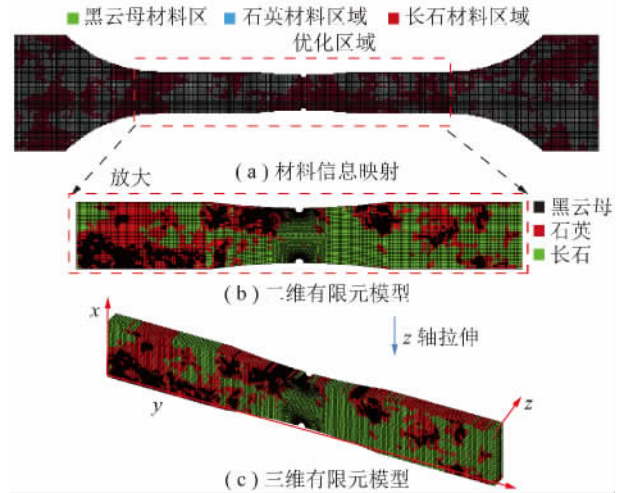 黑云母材料区 石英材料区域 长石材料区域
优化区域
(a)材料信息映射
放大
黑云母
石英
长石
(b)二维有限元模型
x
z 轴拉伸
y
z
(c)三维有限元模型